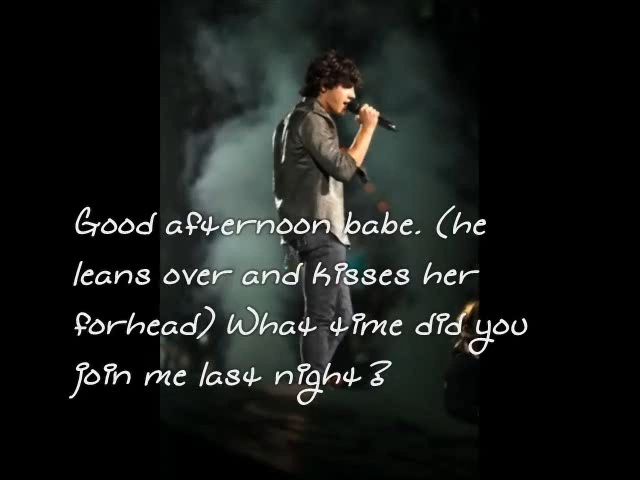 Good afternoon babe. (he
leans over and kisses her
forhead) What time did you
join me last night?